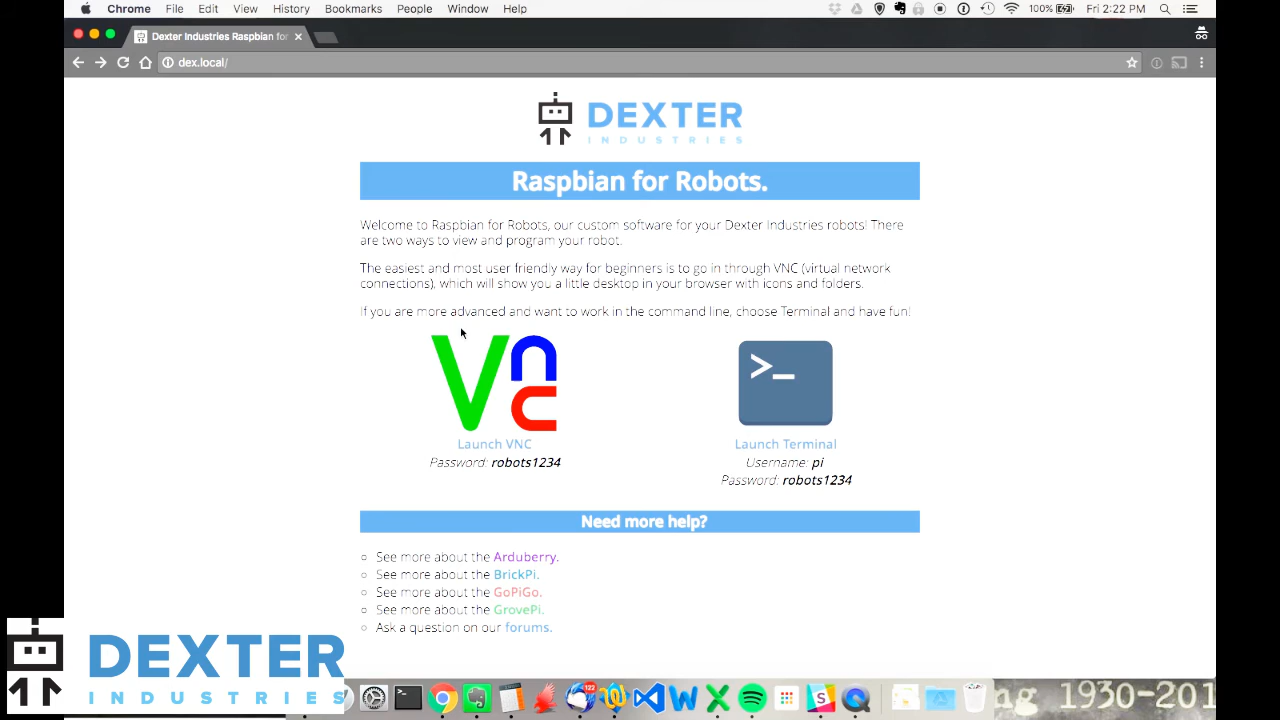 Chrome File Edit View History Bookmarks People Window Help 100% Fri 2:22 PM
Dexter Industries Raspbian for
dex.local/
DEXTER
INDUSTRIES
Raspbian for Robots.
Welcome to Raspbian for Robots, our custom software for your Dexter Industries robots! There
are two ways to view and program your robot.
The easiest and most user friendly way for beginners is to go in through VNC (virtual network
connections), which will show you a little desktop in your browser with icons and folders.
If you are more advanced and want to work in the command line, choose Terminal and have fun!
Vnc
>_
Launch VNC
Password: robots1234
Launch Terminal
Username: pi
Password: robots1234
Need more help?
See more about the Arduberry.
See more about the BrickPi.
See more about the GoPiGo.
See more about the GrovePi.
Ask a question on our forums.
DEXTER
INDUSTRIES
122
1930-201